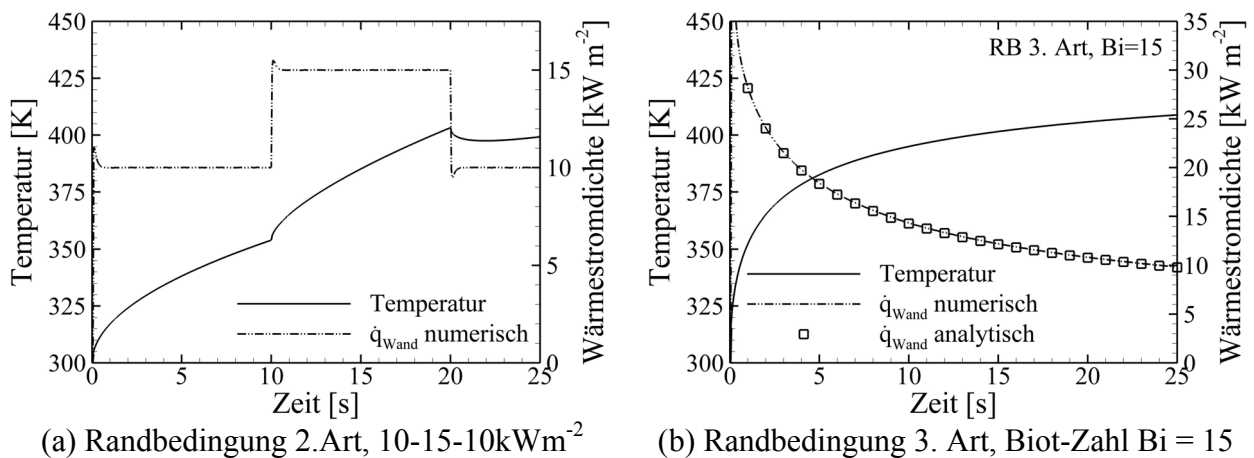 450
425
400
375
350
325
300
Temperatur [K]
0
5
10
15
20
25
Zeit [s]
15
10
5
0
Wärmestromdichte [kW m⁻²]
Temperatur
q̇Wand numerisch
(a) Randbedingung 2.Art, 10-15-10kWm⁻²
450
425
400
375
350
325
300
Temperatur [K]
0
5
10
15
20
25
Zeit [s]
35
30
25
20
15
10
5
0
Wärmestromdichte [kW m⁻²]
RB 3. Art, Bi=15
Temperatur
q̇Wand numerisch
q̇Wand analytisch
(b) Randbedingung 3. Art, Biot-Zahl Bi = 15